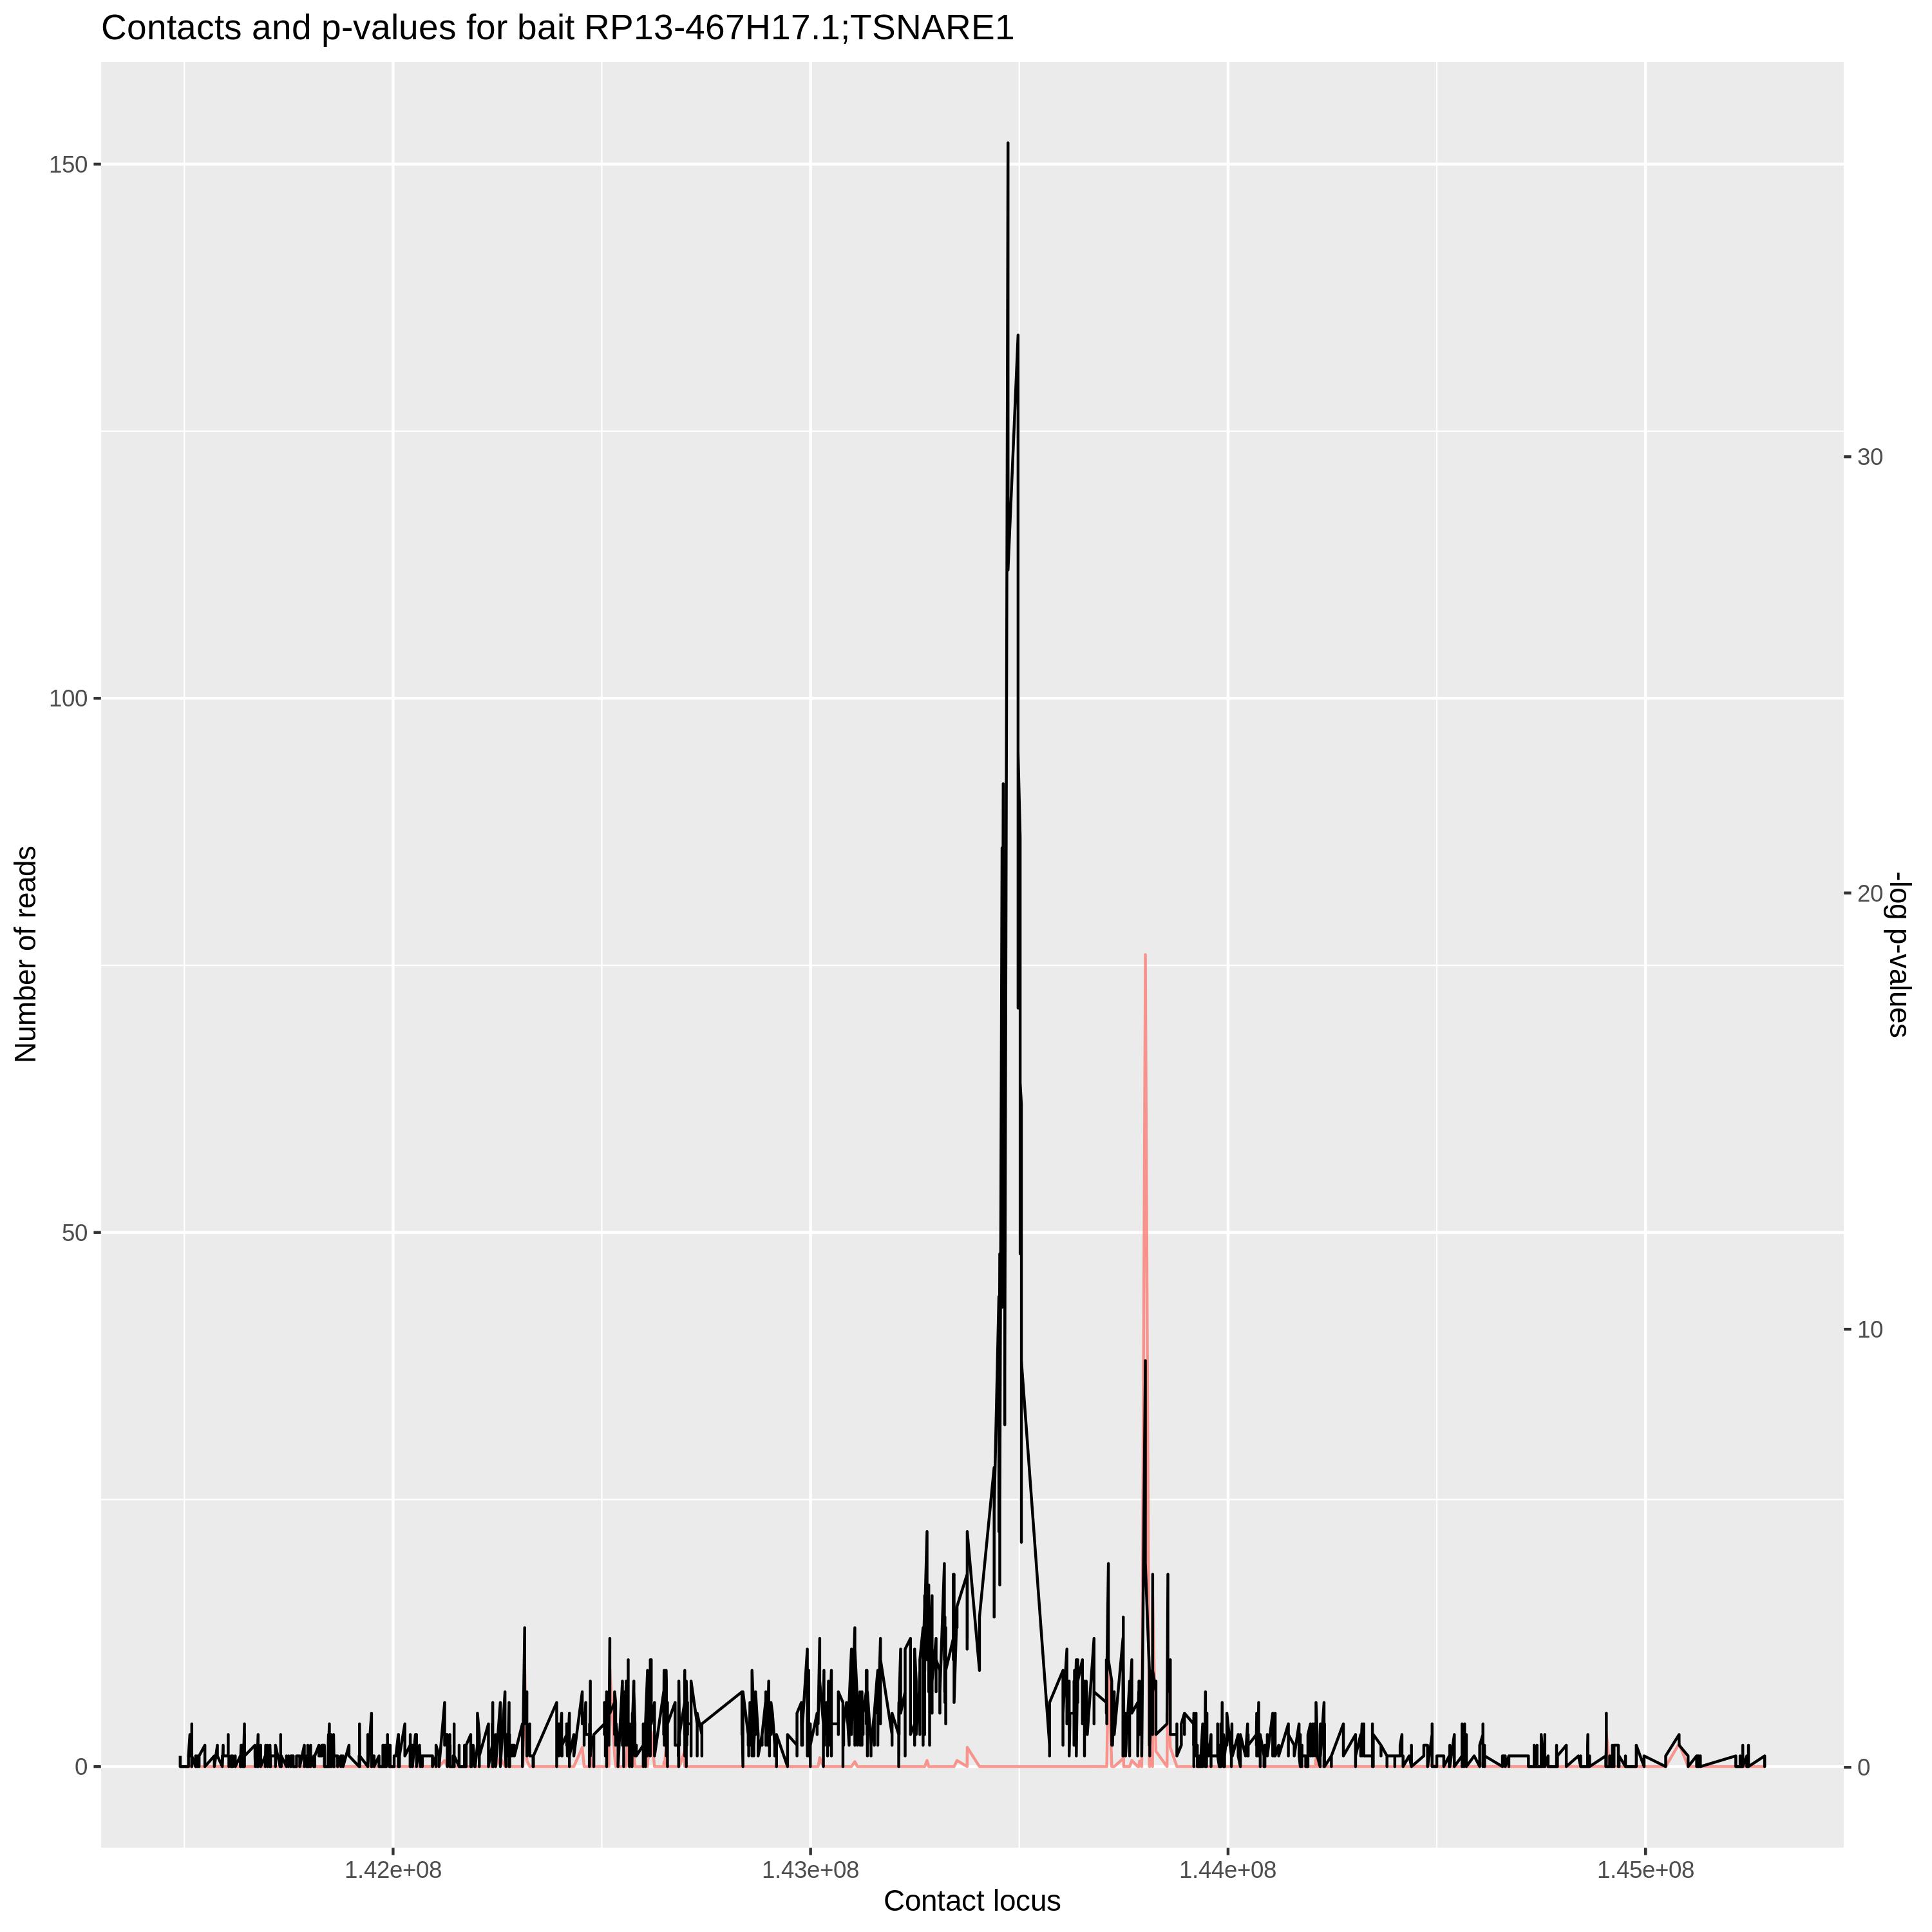 Contacts and p-values for bait RP13-467H17.1;TSNARE1
150
100
50
0
Number of reads
30
20
10
0
-log p-values
1.42e+08
1.43e+08
1.44e+08
1.45e+08
Contact locus